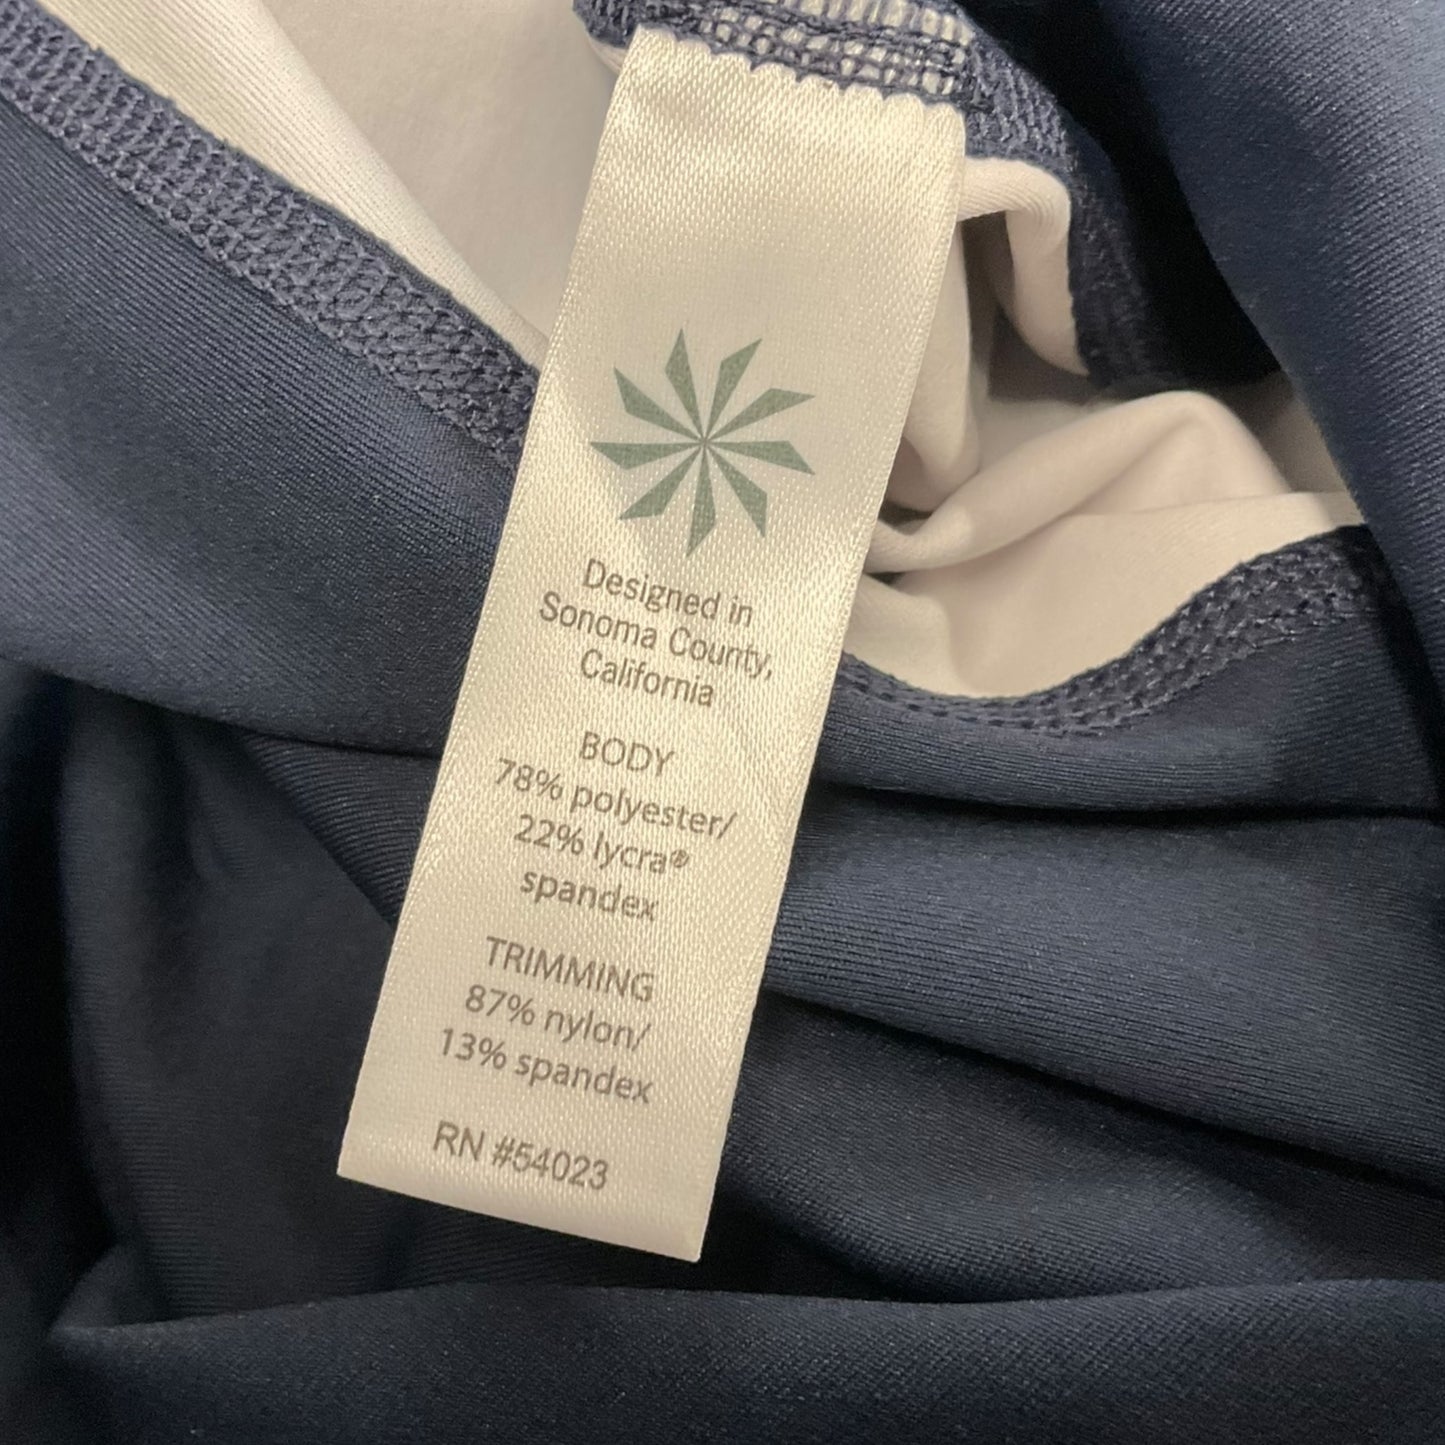 Designed in
Sonoma County,
California
BODY
78% polyester/
22% lycra®
spandex
TRIMMING
87% nylon/
13% spandex
RN #54023